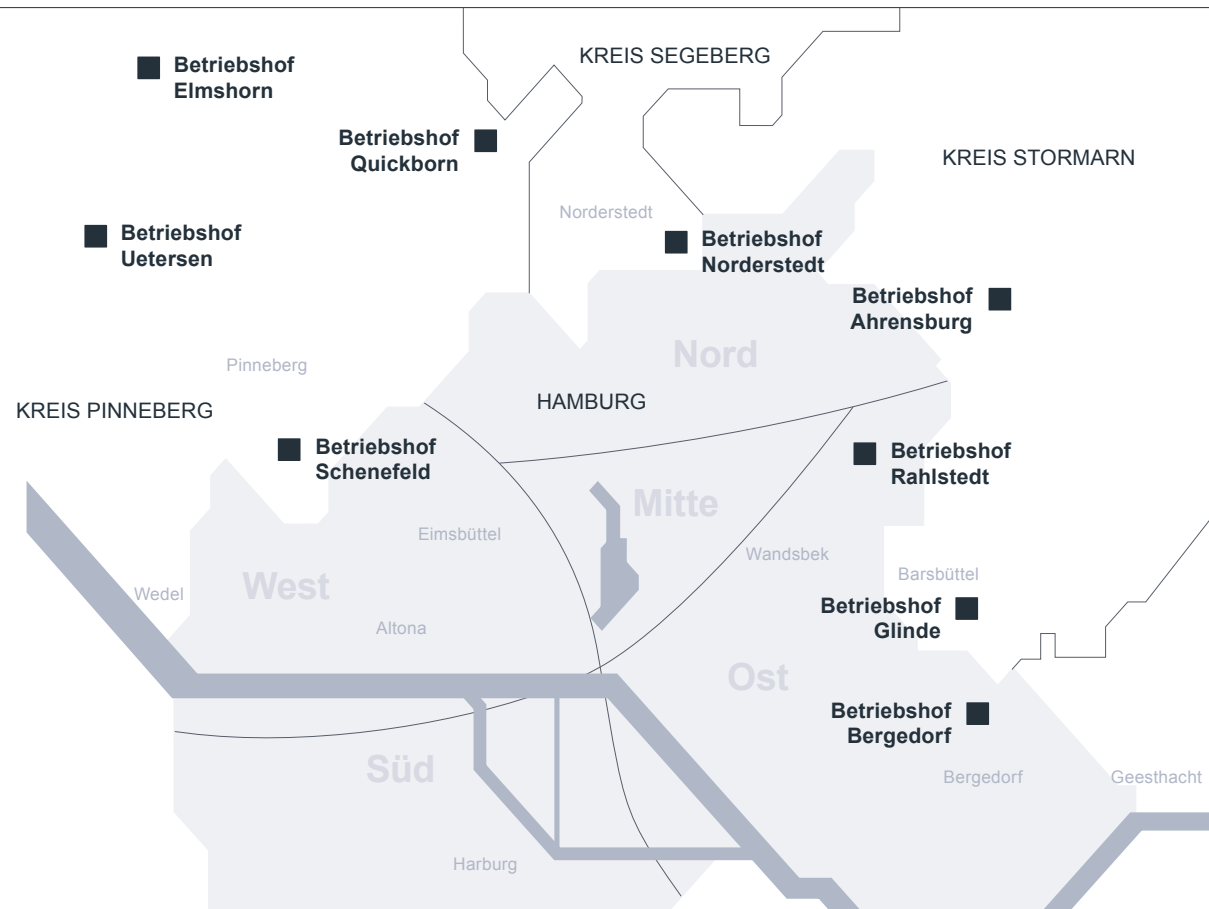 KREIS SEGEBERG
Betriebshof
Elmshorn
Betriebshof
Quickborn
KREIS STORMARN
Norderstedt
Betriebshof
Uetersen
Betriebshof
Norderstedt
Betriebshof
Ahrensburg
Nord
Pinneberg
KREIS PINNEBERG
HAMBURG
Betriebshof
Schenefeld
Betriebshof
Rahlstedt
Mitte
Eimsbüttel
Wandsbek
West
Wedel
Barsbüttel
Betriebshof
Glinde
Altona
Ost
Betriebshof
Bergedorf
Süd
Bergedorf
Geesthacht
Harburg